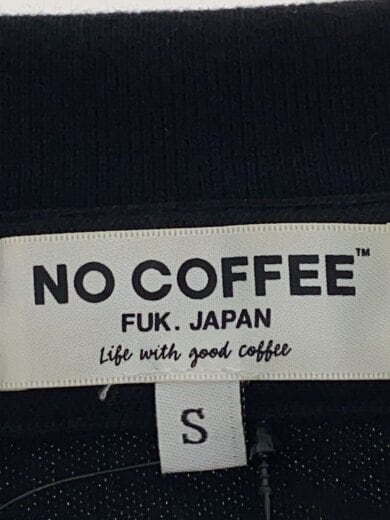 NO COFFEE™
FUK. JAPAN
Life with good coffee
S